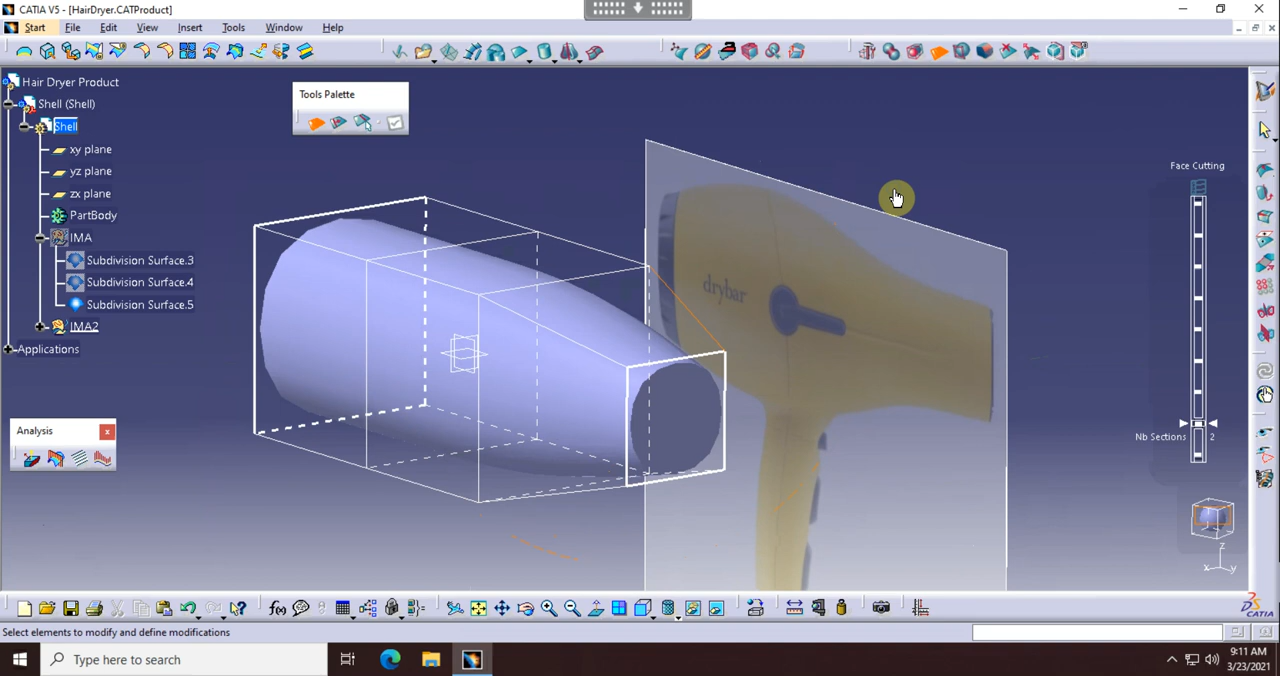 CATIA V5 - [HairDryer.CATProduct]
Start File Edit View Insert Tools Window Help
Hair Dryer Product
Shell (Shell)
Shell
xy plane
yz plane
zx plane
PartBody
IMA
Subdivision Surface.3
Subdivision Surface.4
Subdivision Surface.5
IMA2
Applications
Tools Palette
Analysis
drybar
Face Cutting
Nb Sections 2
z
x y
f(x)
CATIA
Select elements to modify and define modifications
Type here to search
9:11 AM
3/23/2021